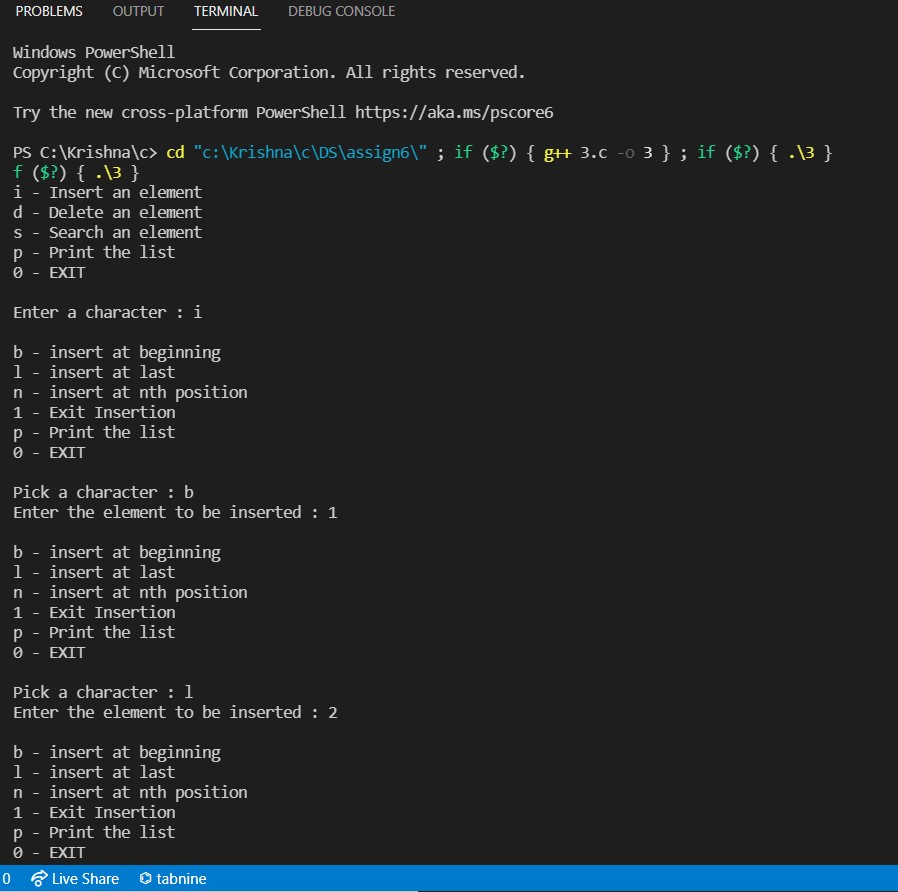 PROBLEMS OUTPUT TERMINAL DEBUG CONSOLE
Windows PowerShell
Copyright (C) Microsoft Corporation. All rights reserved.
Try the new cross-platform PowerShell https://aka.ms/pscore6
PS C:\Krishna\c> cd "c:\Krishna\c\DS\assign6\" ; if ($?) { g++ 3.c -o 3 } ; if ($?) { .\3 }
f ($?) { .\3 }
i - Insert an element
d - Delete an element
s - Search an element
p - Print the list
0 - EXIT
Enter a character : i
b - insert at beginning
l - insert at last
n - insert at nth position
1 - Exit Insertion
p - Print the list
0 - EXIT
Pick a character : b
Enter the element to be inserted : 1
b - insert at beginning
l - insert at last
n - insert at nth position
1 - Exit Insertion
p - Print the list
0 - EXIT
Pick a character : l
Enter the element to be inserted : 2
b - insert at beginning
l - insert at last
n - insert at nth position
1 - Exit Insertion
p - Print the list
0 - EXIT
0 Live Share tabnine